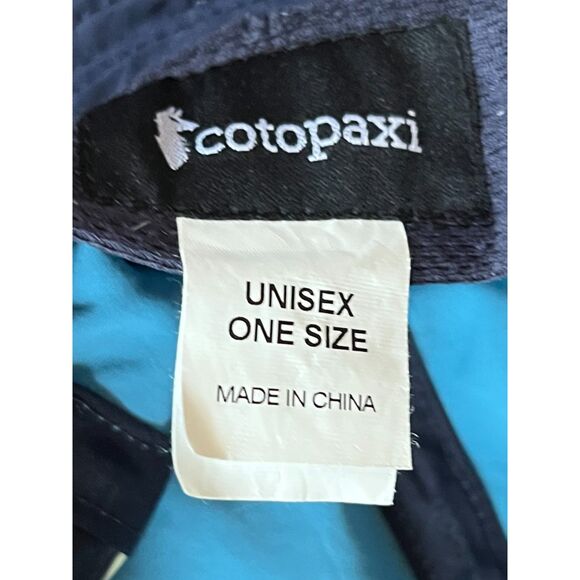 cotopaxi
UNISEX
ONE SIZE
MADE IN CHINA